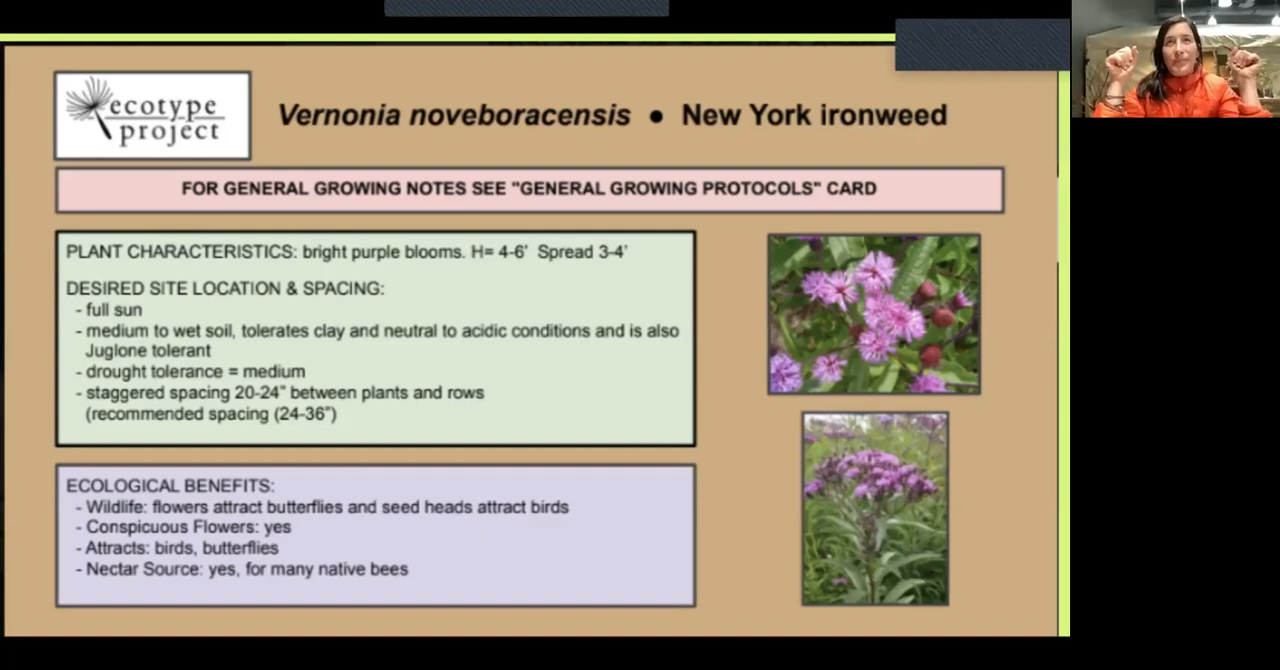 ecotype
project
Vernonia noveboracensis ● New York ironweed
FOR GENERAL GROWING NOTES SEE "GENERAL GROWING PROTOCOLS" CARD
PLANT CHARACTERISTICS: bright purple blooms. H= 4-6' Spread 3-4'
DESIRED SITE LOCATION & SPACING:
- full sun
- medium to wet soil, tolerates clay and neutral to acidic conditions and is also
Juglone tolerant
- drought tolerance = medium
- staggered spacing 20-24" between plants and rows
(recommended spacing (24-36")
ECOLOGICAL BENEFITS:
- Wildlife: flowers attract butterflies and seed heads attract birds
- Conspicuous Flowers: yes
- Attracts: birds, butterflies
- Nectar Source: yes, for many native bees